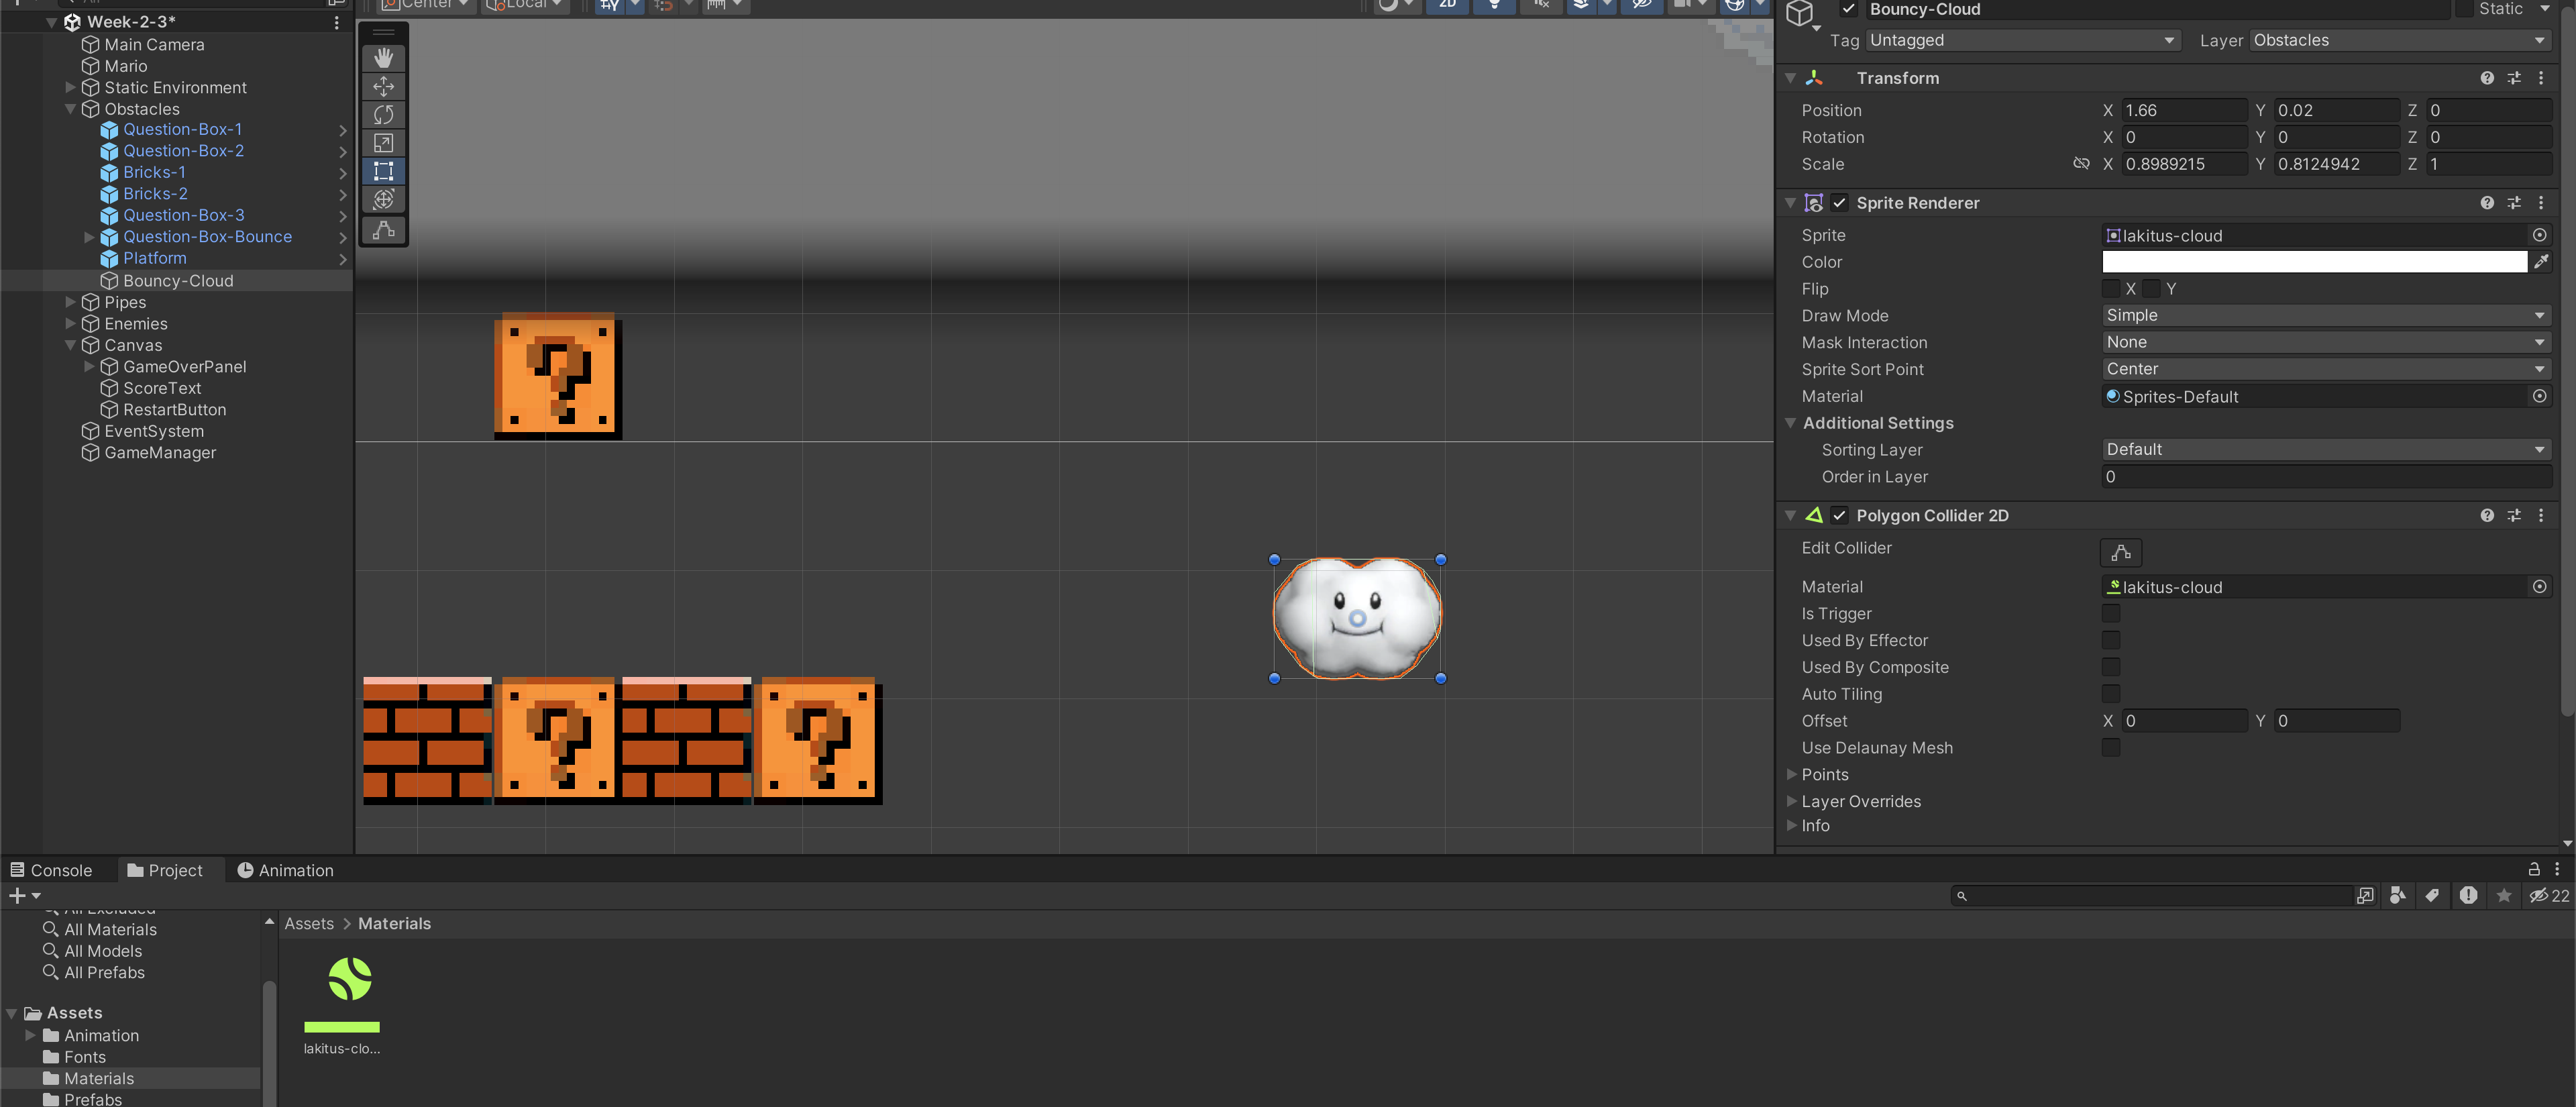 Center
Local
2D
Week-2-3*
Main Camera
Mario
Static Environment
Obstacles
Question-Box-1
Question-Box-2
Bricks-1
Bricks-2
Question-Box-3
Question-Box-Bounce
Platform
Bouncy-Cloud
Pipes
Enemies
Canvas
GameOverPanel
ScoreText
RestartButton
EventSystem
GameManager
?
? ?
Bouncy-Cloud
Static
Tag Untagged Layer Obstacles
Transform
Position X 1.66 Y 0.02 Z 0
Rotation X 0 Y 0 Z 0
Scale X 0.8989215 Y 0.8124942 Z 1
Sprite Renderer
Sprite lakitus-cloud
Color
Flip X Y
Draw Mode Simple
Mask Interaction None
Sprite Sort Point Center
Material Sprites-Default
Additional Settings
Sorting Layer Default
Order in Layer 0
Polygon Collider 2D
Edit Collider
Material lakitus-cloud
Is Trigger
Used By Effector
Used By Composite
Auto Tiling
Offset X 0 Y 0
Use Delaunay Mesh
Points
Layer Overrides
Info
Console Project Animation
22
All Excluded
All Materials
All Models
All Prefabs
Assets
Animation
Fonts
Materials
Prefabs
Assets > Materials
lakitus-clo...